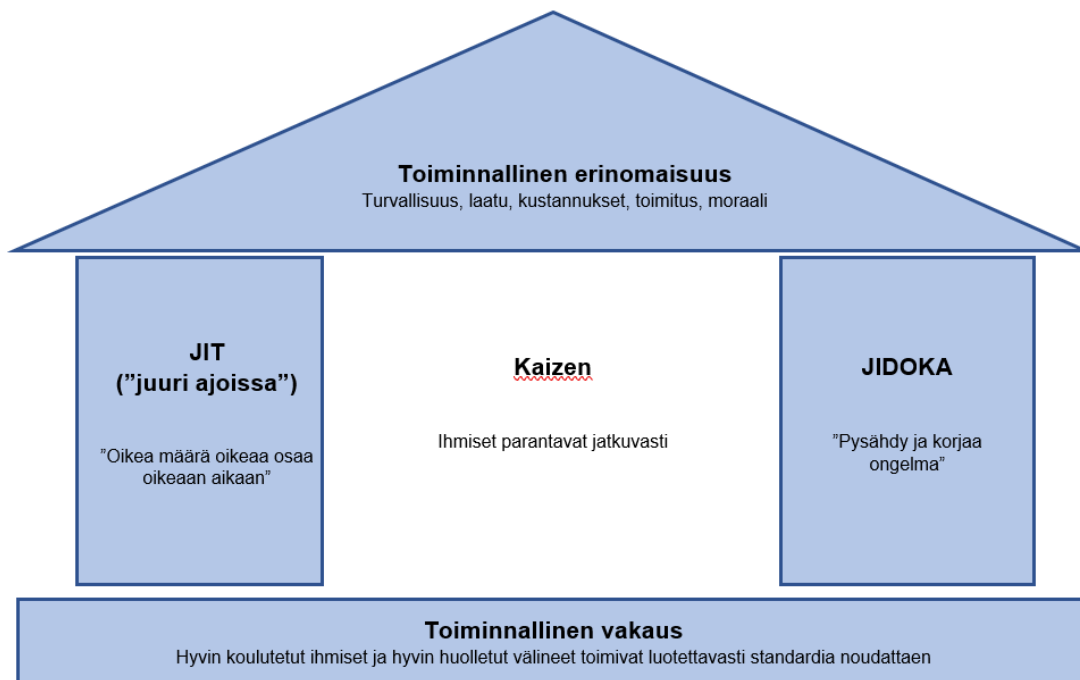 Toiminnallinen erinomaisuus
Turvallisuus, laatu, kustannukset, toimitus, moraali
JIT
(”juuri ajoissa”)
”Oikea määrä oikeaa osaa
oikeaan aikaan”
Kaizen
Ihmiset parantavat jatkuvasti
JIDOKA
”Pysähdy ja korjaa
ongelma”
Toiminnallinen vakaus
Hyvin koulutetut ihmiset ja hyvin huolletut välineet toimivat luotettavasti standardia noudattaen